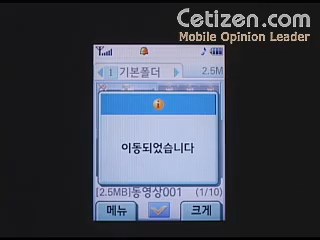 Cetizen.com
Mobile Opinion Leader
1 기본폴더 2.5M
이동되었습니다
[2.5MB]동영상001 (1/10)
메뉴 크게